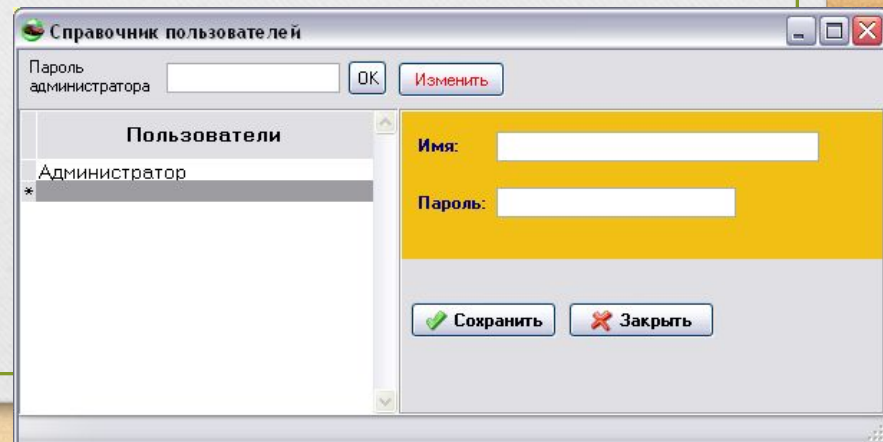 Справочник пользователей
Пароль
администратора
OK
Изменить
Пользователи
Администратор
*
Имя:
Пароль:
Сохранить
Закрыть